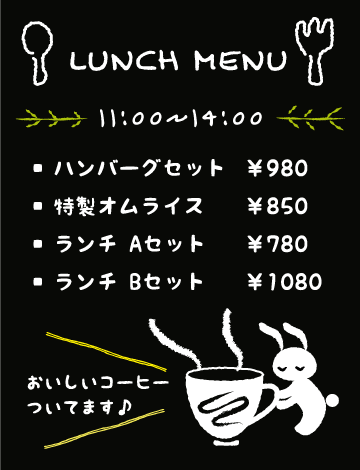 LUNCH MENU
11:00～14:00
ハンバーグセット ￥980
特製オムライス ￥850
ランチ Aセット ￥780
ランチ Bセット ￥1080
おいしいコーヒー
ついてます♪